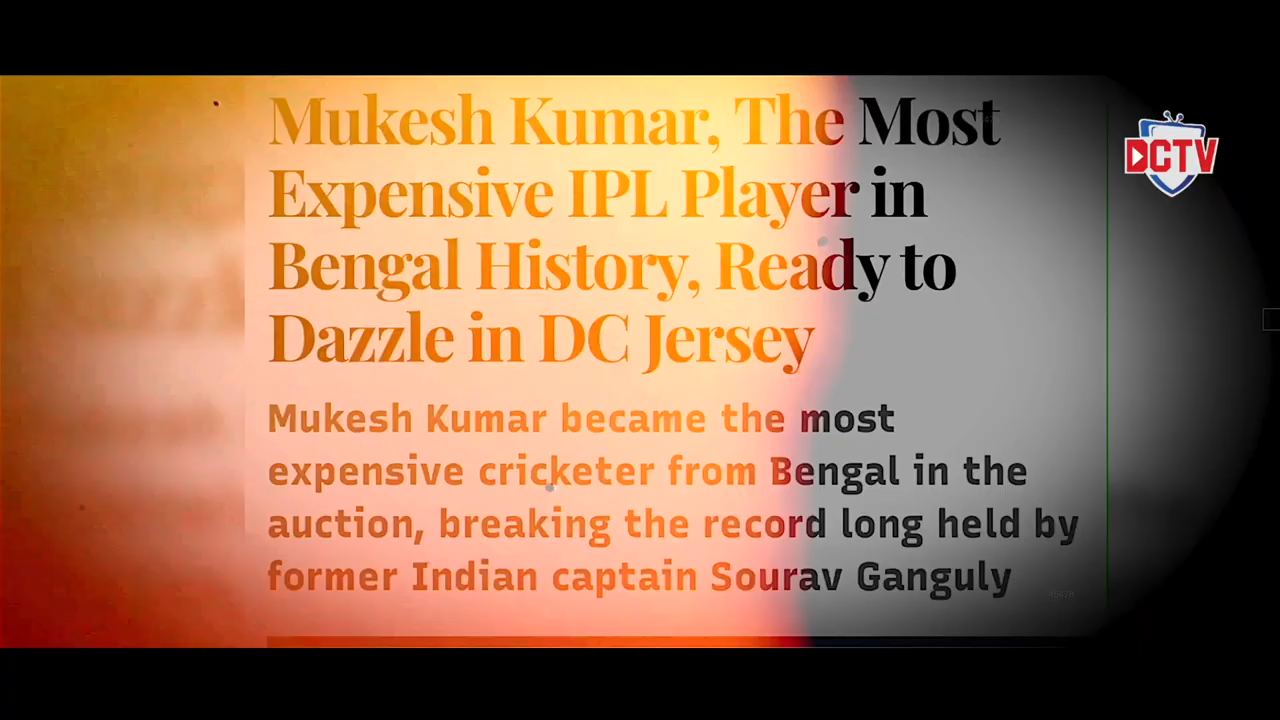 Mukesh Kumar, The Most
Expensive IPL Player in
Bengal History, Ready to
Dazzle in DC Jersey
Mukesh Kumar became the most
expensive cricketer from Bengal in the
auction, breaking the record long held by
former Indian captain Sourav Ganguly
DCTV